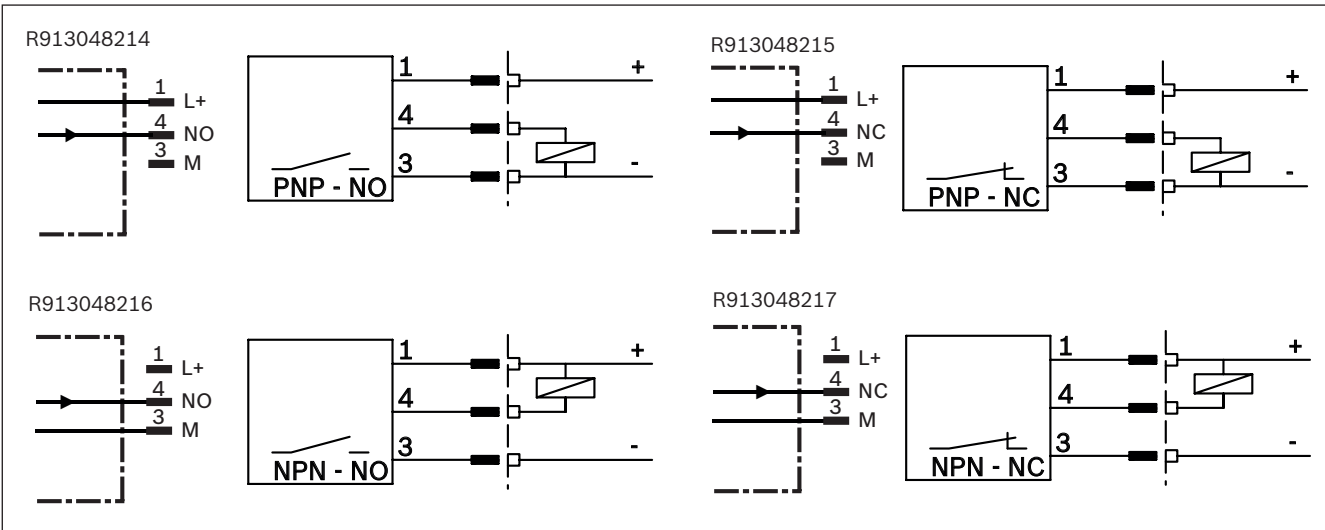 R913048214
1 L+
4 NO
3 M
1 +
4
3 -
PNP - NO
R913048215
1 L+
4 NC
3 M
1 +
4
3 -
PNP - NC
R913048216
1 L+
4 NO
3 M
1 +
4
3 -
NPN - NO
R913048217
1 L+
4 NC
3 M
1 +
4
3 -
NPN - NC